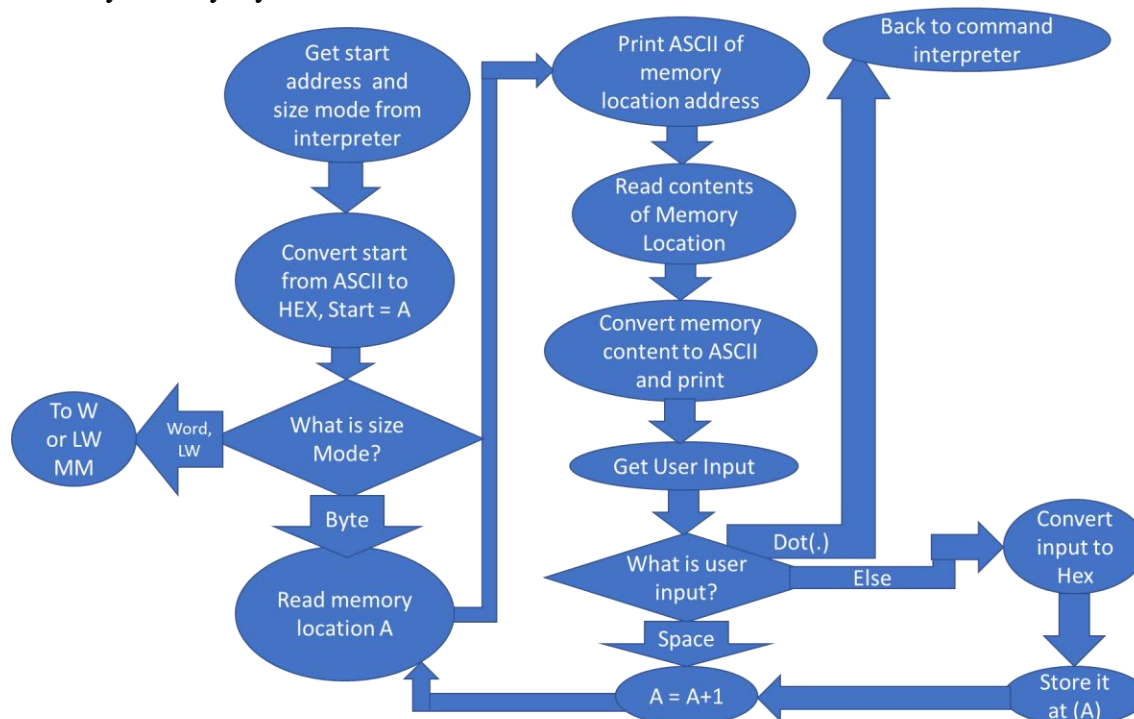 Get start
address and
size mode from
interpreter
Convert start
from ASCII to
HEX, Start = A
What is size
Mode?
Word,
LW
To W
or LW
MM
Byte
Read memory
location A
Print ASCII of
memory
location address
Read contents
of Memory
Location
Convert memory
content to ASCII
and print
Get User Input
What is user
input?
Dot(.)
Back to command
interpreter
Else
Convert
input to
Hex
Store it
at (A)
Space
A = A+1